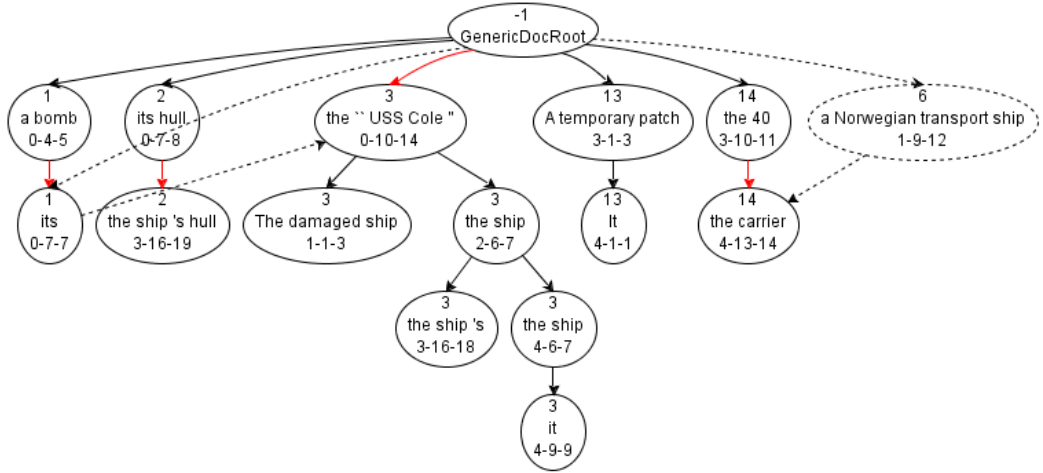 -1
GenericDocRoot
1
a bomb
0-4-5
2
its hull
0-7-8
3
the `` USS Cole "
0-10-14
13
A temporary patch
3-1-3
14
the 40
3-10-11
6
a Norwegian transport ship
1-9-12
1
its
0-7-7
2
the ship 's hull
3-16-19
3
The damaged ship
1-1-3
3
the ship
2-6-7
13
It
4-1-1
14
the carrier
4-13-14
3
the ship 's
3-16-18
3
the ship
4-6-7
3
it
4-9-9